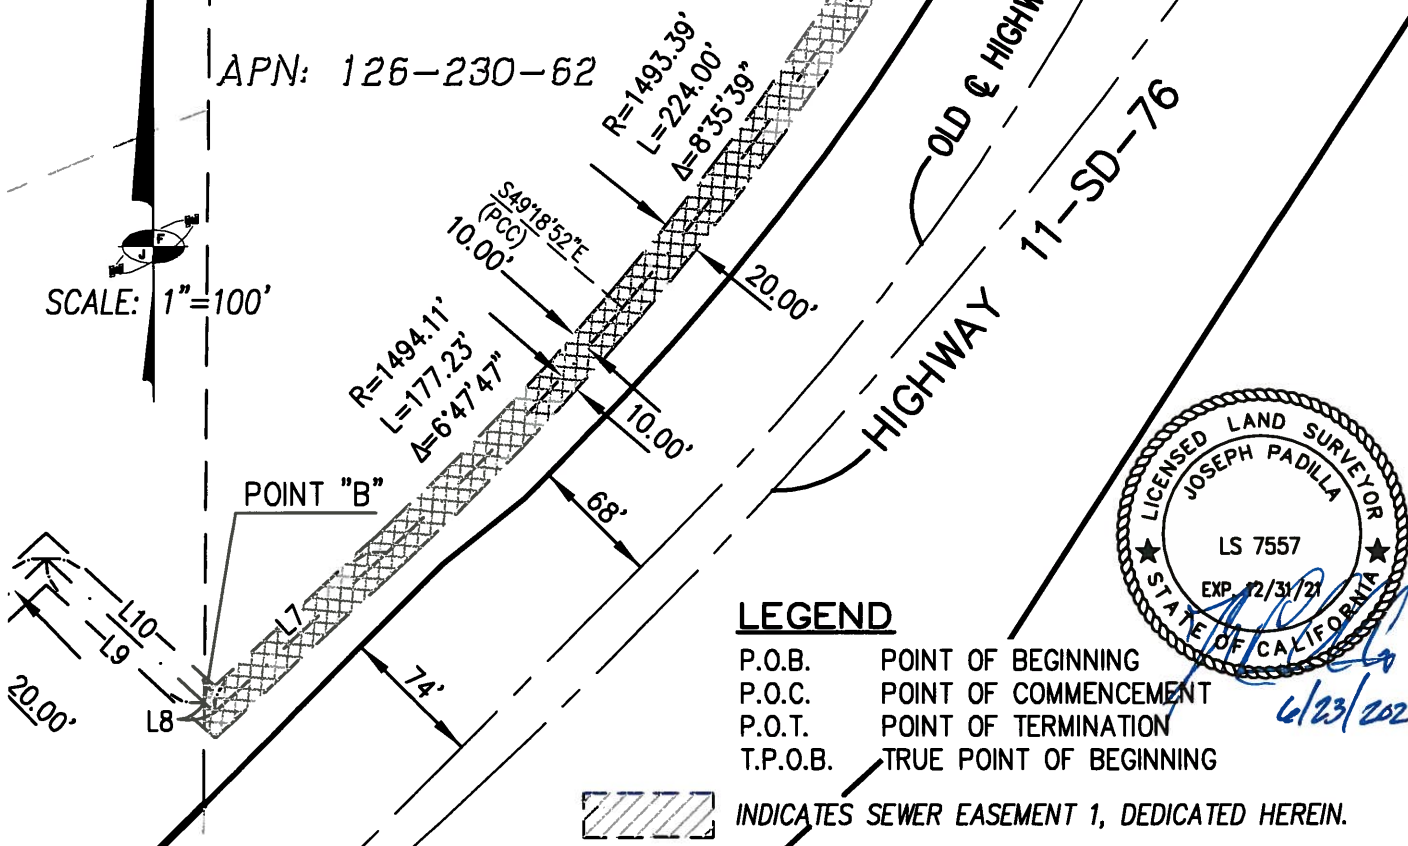 APN: 126-230-62
R=1493.39'
L=224.00'
Δ=8°35'39"
OLD ℄ HIGHW
HIGHWAY 11-SD-76
S49°18'52"E
(PCC)
10.00'
20.00'
F
J
SCALE: 1"=100'
R=1494.11'
L=177.23'
Δ=6°47'47"
10.00'
POINT "B"
68'
L7
L10
L9
L8
20.00'
74'
LICENSED LAND SURVEYOR
JOSEPH PADILLA
LS 7557
EXP. 12/31/21
STATE OF CALIFORNIA
6/23/202
LEGEND
P.O.B. POINT OF BEGINNING
P.O.C. POINT OF COMMENCEMENT
P.O.T. POINT OF TERMINATION
T.P.O.B. TRUE POINT OF BEGINNING
INDICATES SEWER EASEMENT 1, DEDICATED HEREIN.